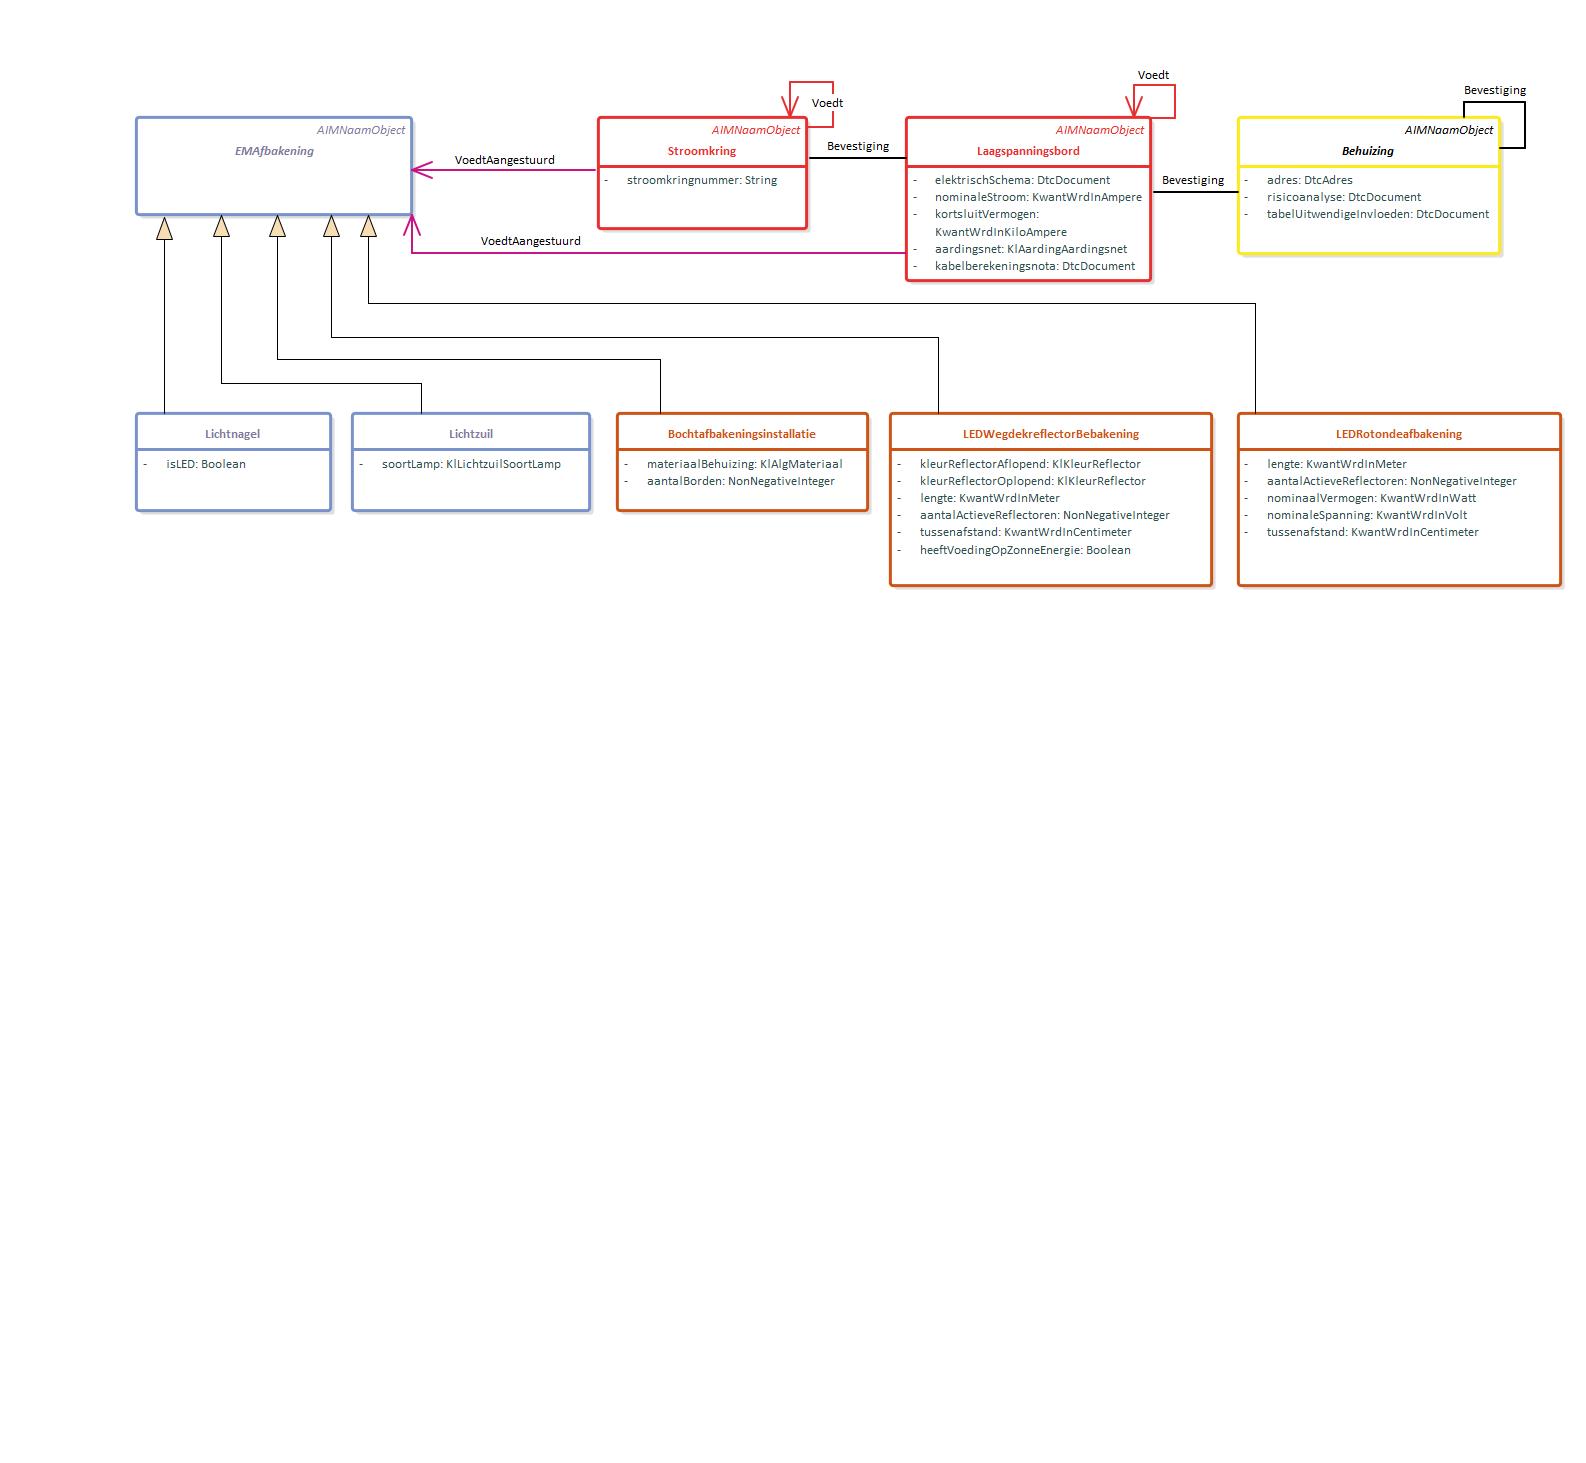 Voedt
Voedt
Bevestiging
AIMNaamObject
EMAfbakening
VoedtAangestuurd
VoedtAangestuurd
AIMNaamObject
Stroomkring
- stroomkringnummer: String
Bevestiging
AIMNaamObject
Laagspanningsbord
- elektrischSchema: DtcDocument
- nominaleStroom: KwantWrdInAmpere
- kortsluitVermogen:
KwantWrdInKiloAmpere
- aardingsnet: KlAardingAardingsnet
- kabelberekeningsnota: DtcDocument
Bevestiging
AIMNaamObject
Behuizing
- adres: DtcAdres
- risicoanalyse: DtcDocument
- tabelUitwendigeInvloeden: DtcDocument
Lichtnagel
- isLED: Boolean
Lichtzuil
- soortLamp: KlLichtzuilSoortLamp
Bochtafbakeningsinstallatie
- materiaalBehuizing: KlAlgMateriaal
- aantalBorden: NonNegativeInteger
LEDWegdekreflectorBebakening
- kleurReflectorAflopend: KlKleurReflector
- kleurReflectorOplopend: KlKleurReflector
- lengte: KwantWrdInMeter
- aantalActieveReflectoren: NonNegativeInteger
- tussenafstand: KwantWrdInCentimeter
- heeftVoedingOpZonneEnergie: Boolean
LEDRotondeafbakening
- lengte: KwantWrdInMeter
- aantalActieveReflectoren: NonNegativeInteger
- nominaalVermogen: KwantWrdInWatt
- nominaleSpanning: KwantWrdInVolt
- tussenafstand: KwantWrdInCentimeter